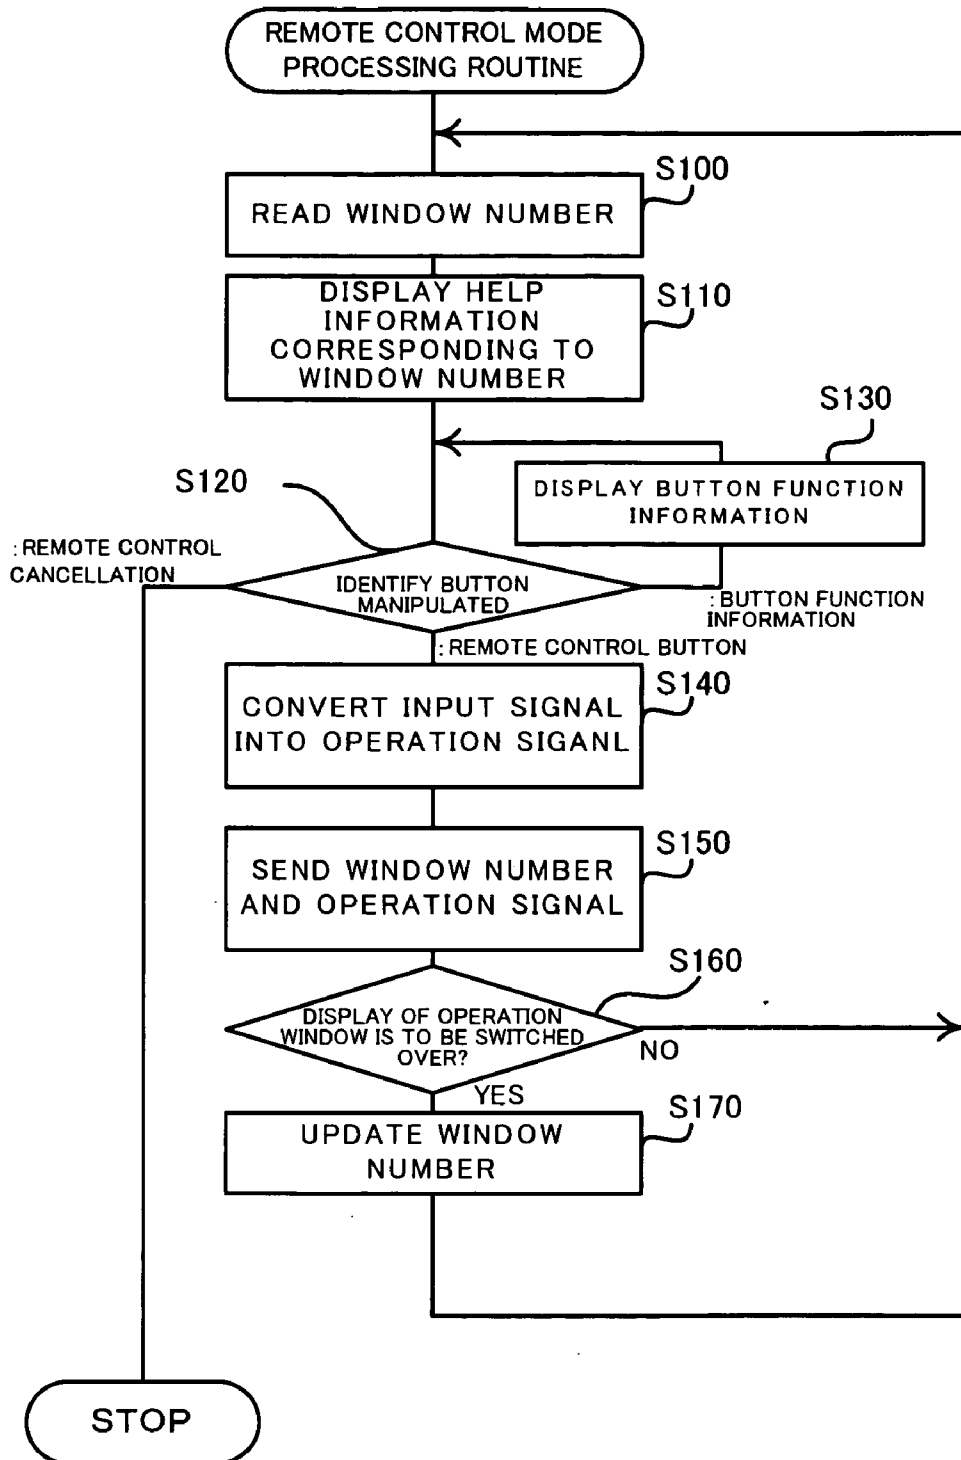 REMOTE CONTROL MODE
PROCESSING ROUTINE
S100
READ WINDOW NUMBER
S110
DISPLAY HELP
INFORMATION
CORRESPONDING TO
WINDOW NUMBER
S130
DISPLAY BUTTON FUNCTION
INFORMATION
S120
:REMOTE CONTROL
CANCELLATION
IDENTIFY BUTTON
MANIPULATED
:BUTTON FUNCTION
INFORMATION
:REMOTE CONTROL BUTTON
S140
CONVERT INPUT SIGNAL
INTO OPERATION SIGANL
S150
SEND WINDOW NUMBER
AND OPERATION SIGNAL
S160
DISPLAY OF OPERATION
WINDOW IS TO BE SWITCHED
OVER?
NO
YES
S170
UPDATE WINDOW
NUMBER
STOP